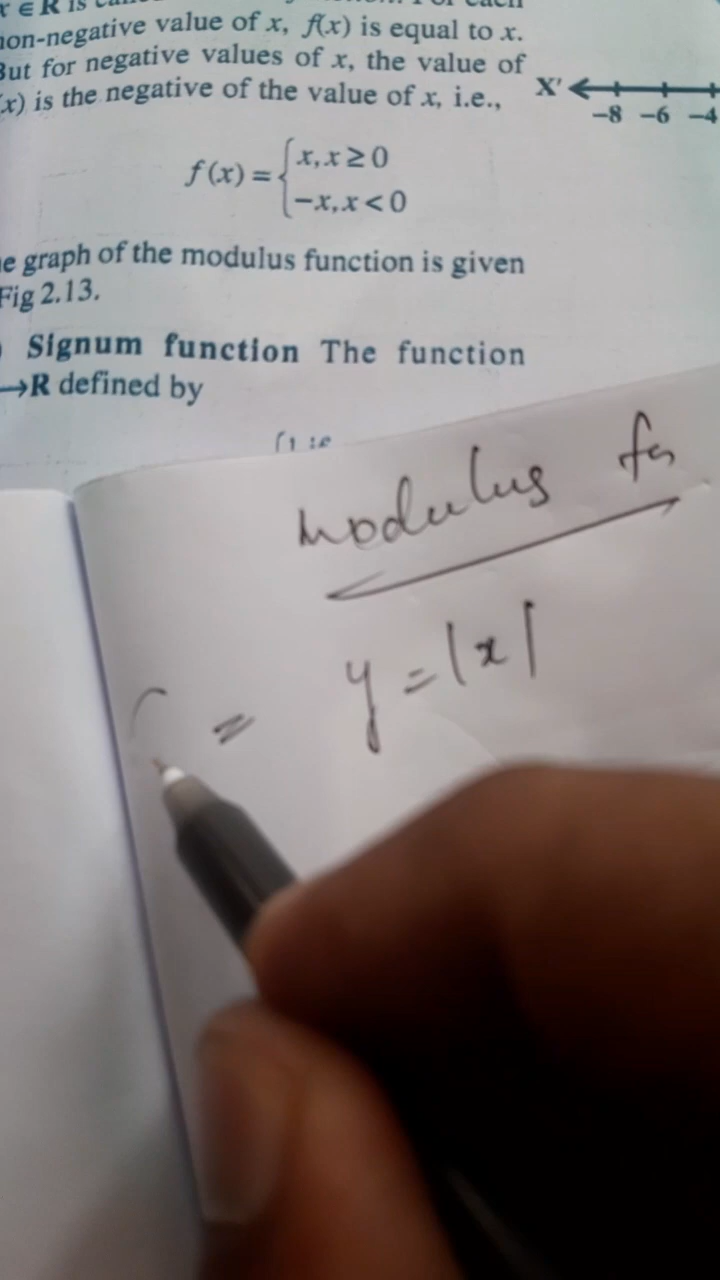 x ∈ R is
non-negative value of x, f(x) is equal to x.
But for negative values of x, the value of
(x) is the negative of the value of x, i.e.,
X′ -8 -6 -4
f(x) = { x, x ≥ 0
-x, x < 0
e graph of the modulus function is given
Fig 2.13.
) Signum function The function
→R defined by
modulus fn
= y = |x|